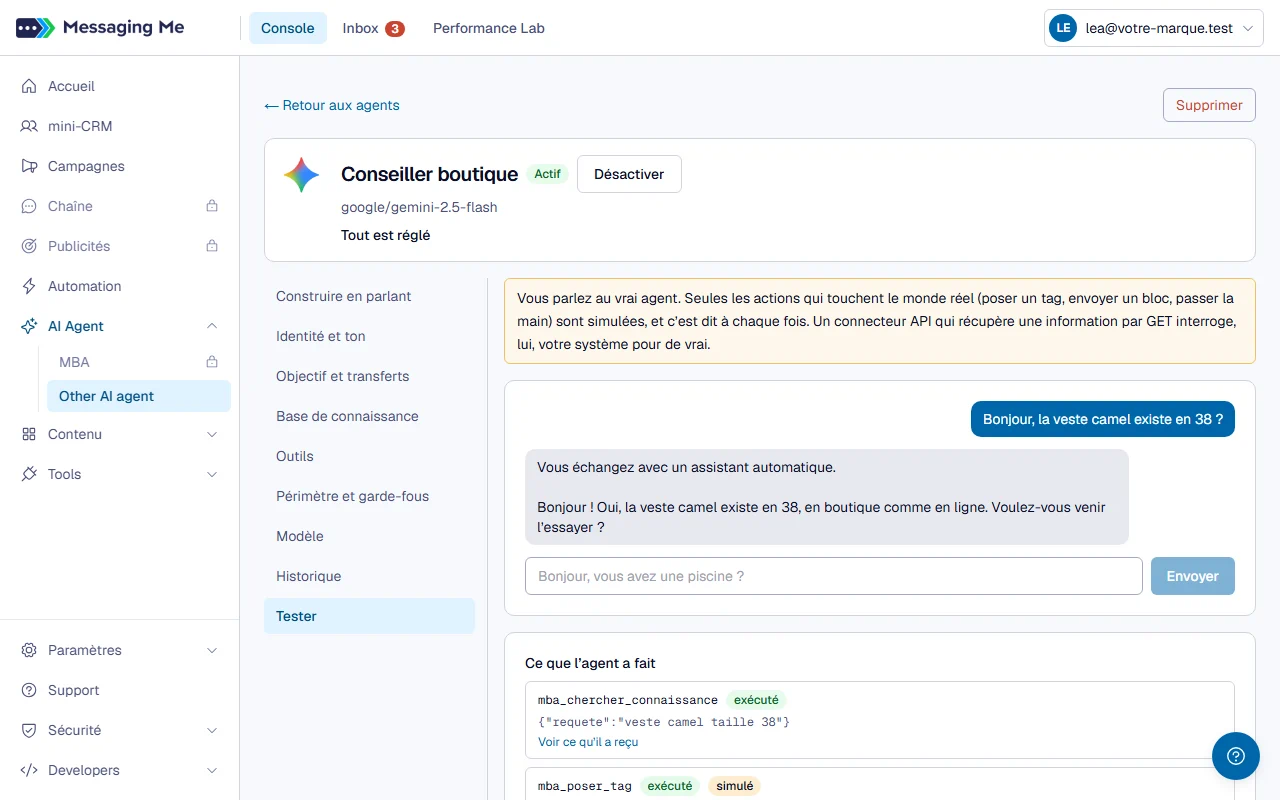 Messaging Me
Console
Inbox 3
Performance Lab
LE
lea@votre-marque.test
Accueil
mini-CRM
Campagnes
Chaîne
Publicités
Automation
AI Agent
MBA
Other AI agent
Contenu
Tools
Paramètres
Support
Sécurité
Developers
← Retour aux agents
Supprimer
Conseiller boutique
Actif
Désactiver
google/gemini-2.5-flash
Tout est réglé
Construire en parlant
Identité et ton
Objectif et transferts
Base de connaissance
Outils
Périmètre et garde-fous
Modèle
Historique
Tester
Vous parlez au vrai agent. Seules les actions qui touchent le monde réel (poser un tag, envoyer un bloc, passer la
main) sont simulées, et c'est dit à chaque fois. Un connecteur API qui récupère une information par GET interroge,
lui, votre système pour de vrai.
Bonjour, la veste camel existe en 38 ?
Vous échangez avec un assistant automatique.
Bonjour ! Oui, la veste camel existe en 38, en boutique comme en ligne. Voulez-vous venir
l'essayer ?
Bonjour, vous avez une piscine ?
Envoyer
Ce que l'agent a fait
mba_chercher_connaissance exécuté
{"requete":"veste camel taille 38"}
Voir ce qu'il a reçu
mba_poser_tag exécuté simulé